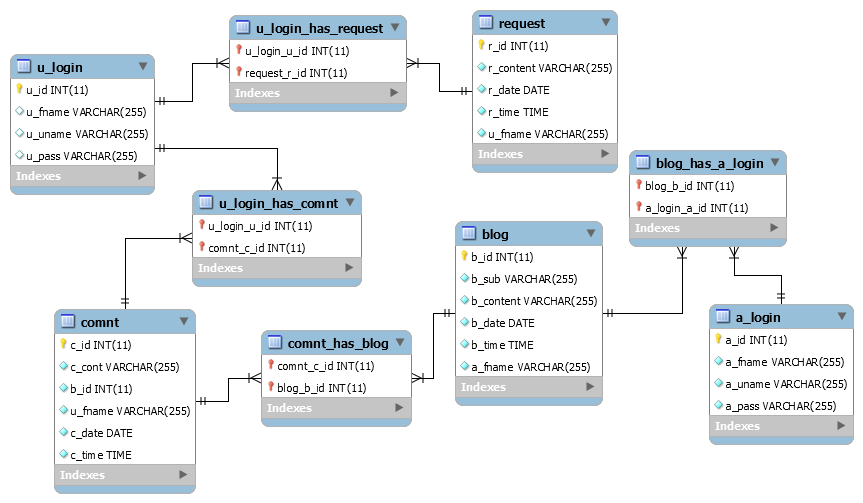 u_login
u_id INT(11)
u_fname VARCHAR(255)
u_uname VARCHAR(255)
u_pass VARCHAR(255)
Indexes
u_login_has_request
u_login_u_id INT(11)
request_r_id INT(11)
Indexes
request
r_id INT(11)
r_content VARCHAR(255)
r_date DATE
r_time TIME
u_fname VARCHAR(255)
Indexes
u_login_has_comnt
u_login_u_id INT(11)
comnt_c_id INT(11)
Indexes
blog_has_a_login
blog_b_id INT(11)
a_login_a_id INT(11)
Indexes
blog
b_id INT(11)
b_sub VARCHAR(255)
b_content VARCHAR(255)
b_date DATE
b_time TIME
a_fname VARCHAR(255)
Indexes
comnt
c_id INT(11)
c_cont VARCHAR(255)
b_id INT(11)
u_fname VARCHAR(255)
c_date DATE
c_time TIME
Indexes
comnt_has_blog
comnt_c_id INT(11)
blog_b_id INT(11)
Indexes
a_login
a_id INT(11)
a_fname VARCHAR(255)
a_uname VARCHAR(255)
a_pass VARCHAR(255)
Indexes